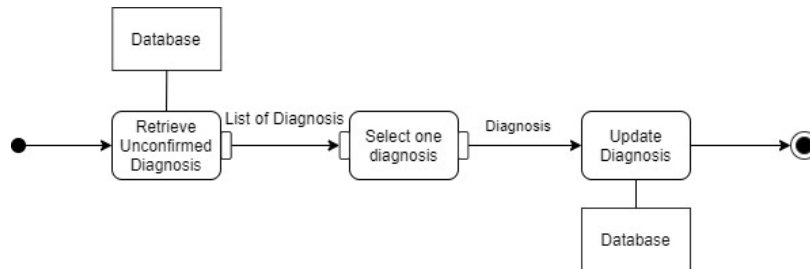 Database
Retrieve
Unconfirmed
Diagnosis
List of Diagnosis
Select one
diagnosis
Diagnosis
Update
Diagnosis
Database